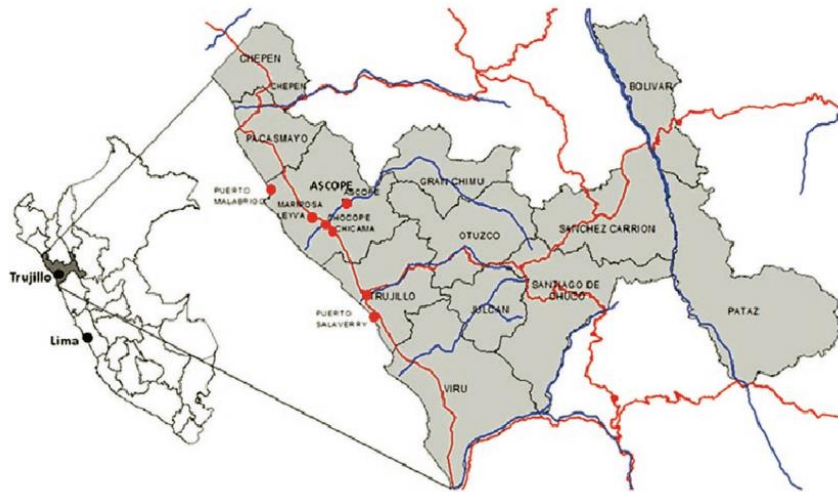 CHEPEN
CHEPEN
BOLIVAR
PACASMAYO
ASCOPE
ASCOPE
GRAN CHIMU
PUERTO
MALABRIGO
MARIPOSA
LEYVA
CHOCOPE
CHICAMA
OTUZCO
SANCHEZ CARRION
Trujillo
TRUJILLO
SANTIAGO DE
CHUCO
JULCAN
PATAZ
PUERTO
SALAVERRY
Lima
VIRU